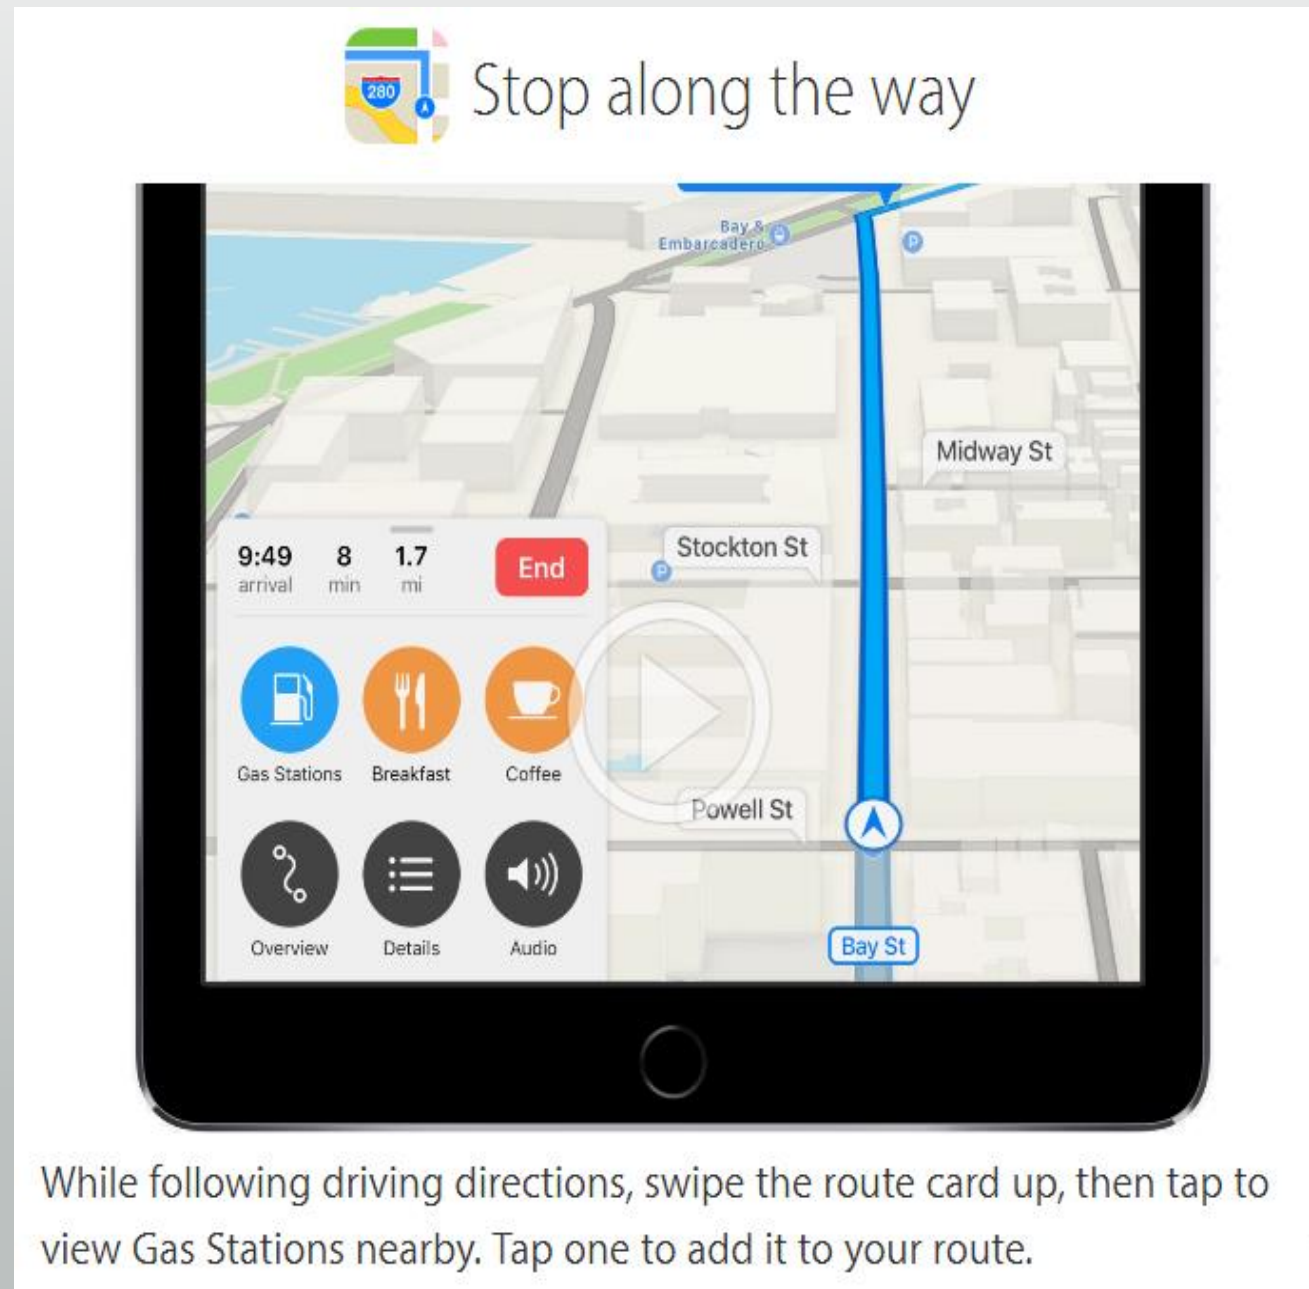 280
Stop along the way
Bay &
Embarcadero
P
Midway St
Stockton St
P
9:49
8
1.7
End
arrival
min
mi
Gas Stations
Breakfast
Coffee
Powell St
Overview
Details
Audio
Bay St
While following driving directions, swipe the route card up, then tap to
view Gas Stations nearby. Tap one to add it to your route.